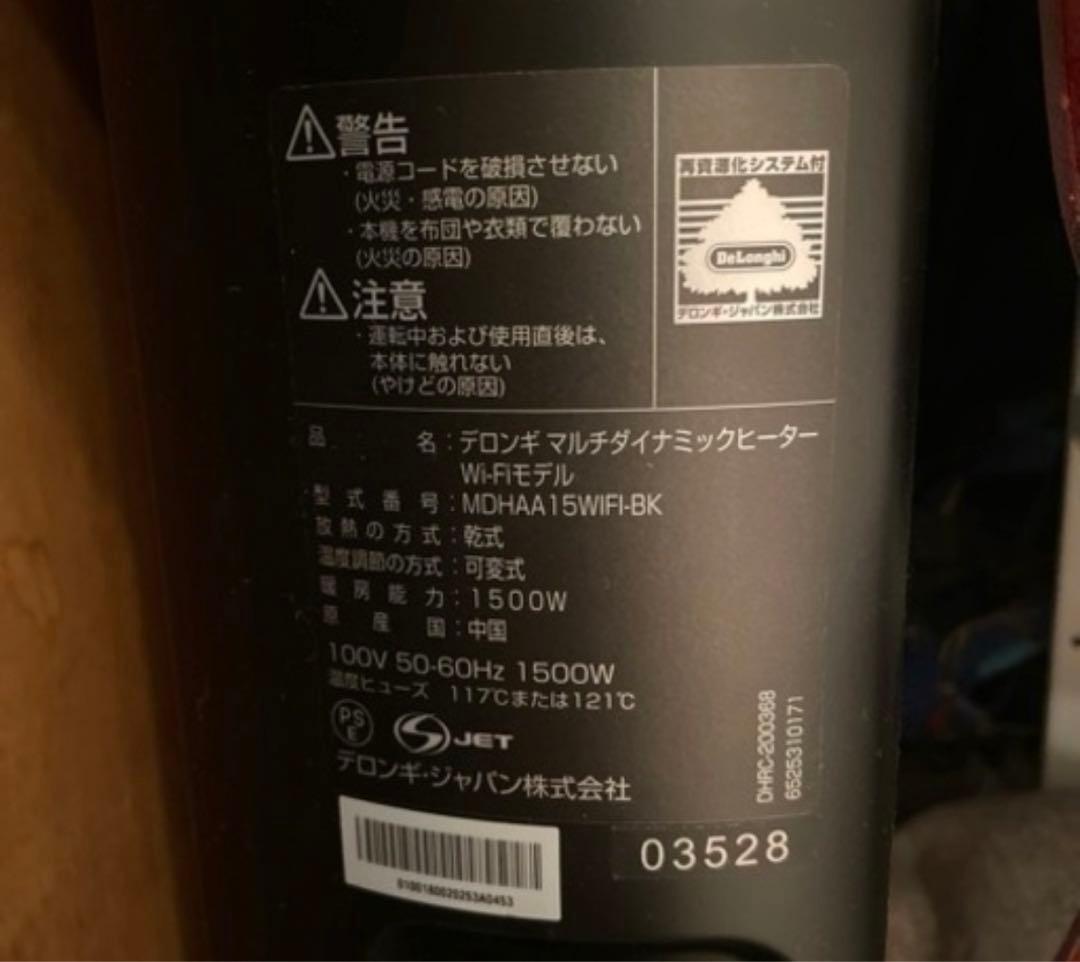 警告
・電源コードを破損させない
(火災・感電の原因)
・本機を布団や衣類で覆わない
(火災の原因)
注意
・運転中および使用直後は、
本体に触れない
(やけどの原因)
再資源化システム付
DeLonghi
デロンギ・ジャパン株式会社
品 名：デロンギ マルチダイナミックヒーター
Wi-Fiモデル
型式番号：MDHAA15WIFI-BK
放熱の方式：乾式
温度調節の方式：可変式
暖房能力：1500W
原産国：中国
100V 50-60Hz 1500W
温度ヒューズ 117℃または121℃
PSE
JET
デロンギ・ジャパン株式会社
DHRC-200368
6525310171
03528
0100160020253A0453